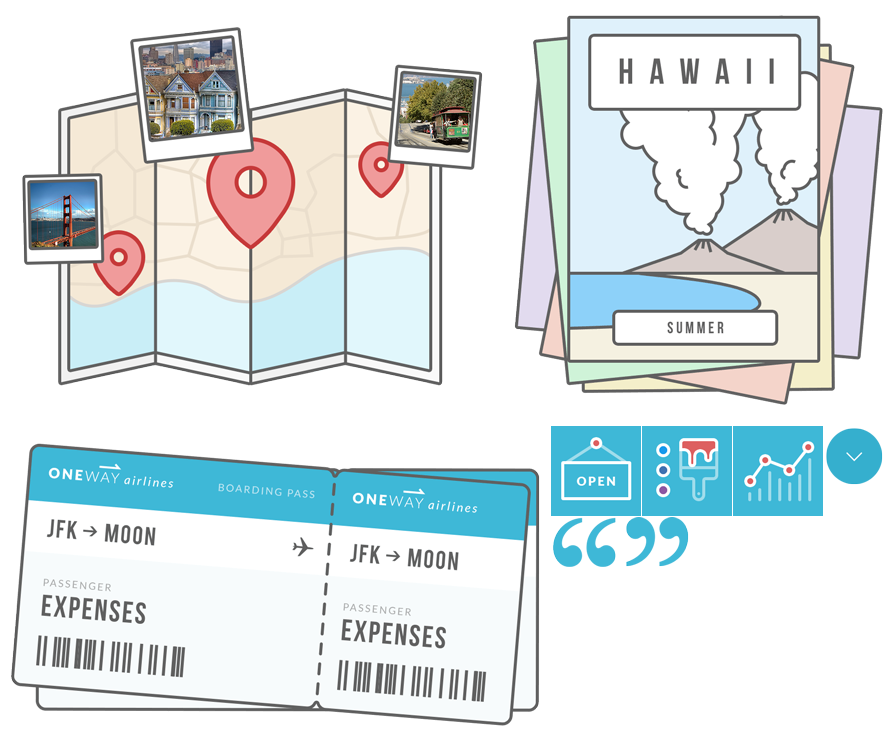 HAWAII
SUMMER
ONEWAY airlines
BOARDING PASS
JFK → MOON
PASSENGER
EXPENSES
ONEWAY airlines
JFK → MOON
PASSENGER
EXPENSES
OPEN
“ ”